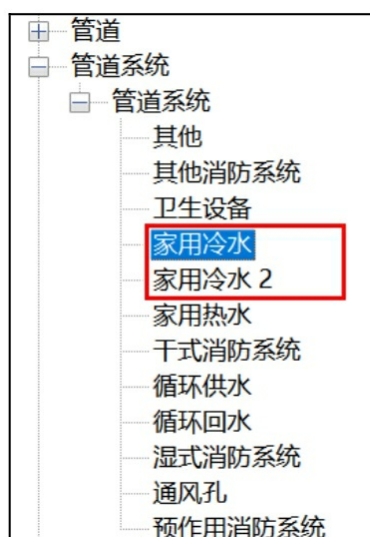 管道
管道系统
管道系统
其他
其他消防系统
卫生设备
家用冷水
家用冷水 2
家用热水
干式消防系统
循环供水
循环回水
湿式消防系统
通风孔
预作用消防系统